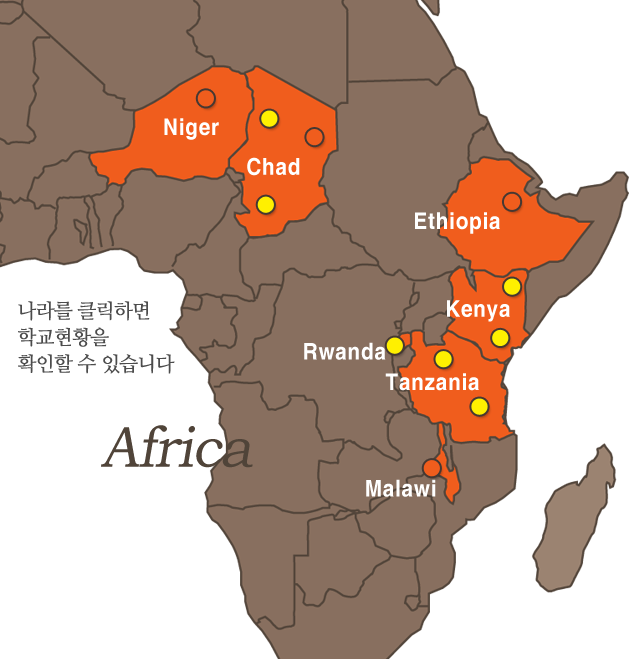 Niger
Chad
Ethiopia
Kenya
나라를 클릭하면
학교현황을
확인할 수 있습니다
Rwanda
Tanzania
Africa
Malawi